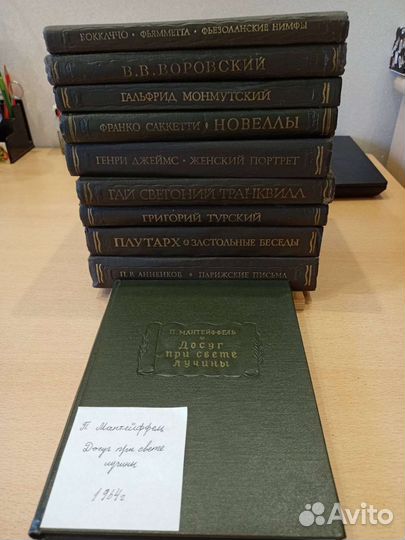 БОККАЧЧО • ФЬЯММЕТТА • ФЬЕЗОЛАНСКИЕ НИМФЫ
В.В.ВОРОВСКИЙ
ГАЛЬФРИД МОНМУТСКИЙ
ФРАНКО САККЕТТИ • НОВЕЛЛЫ
ГЕНРИ ДЖЕЙМС • ЖЕНСКИЙ ПОРТРЕТ
ГАЙ СВЕТОНИЙ ТРАНКВИЛЛ
ГРИГОРИЙ ТУРСКИЙ
ПЛУТАРХ ЗАСТОЛЬНЫЕ БЕСЕДЫ
П.В. АННЕНКОВ • ПАРИЖСКИЕ ПИСЬМА
П. МАНТЕЙФФЕЛЬ
Досуг
при свете
лучины
П Мантейффель
Досуг при свете
лучины
1964г
Avito